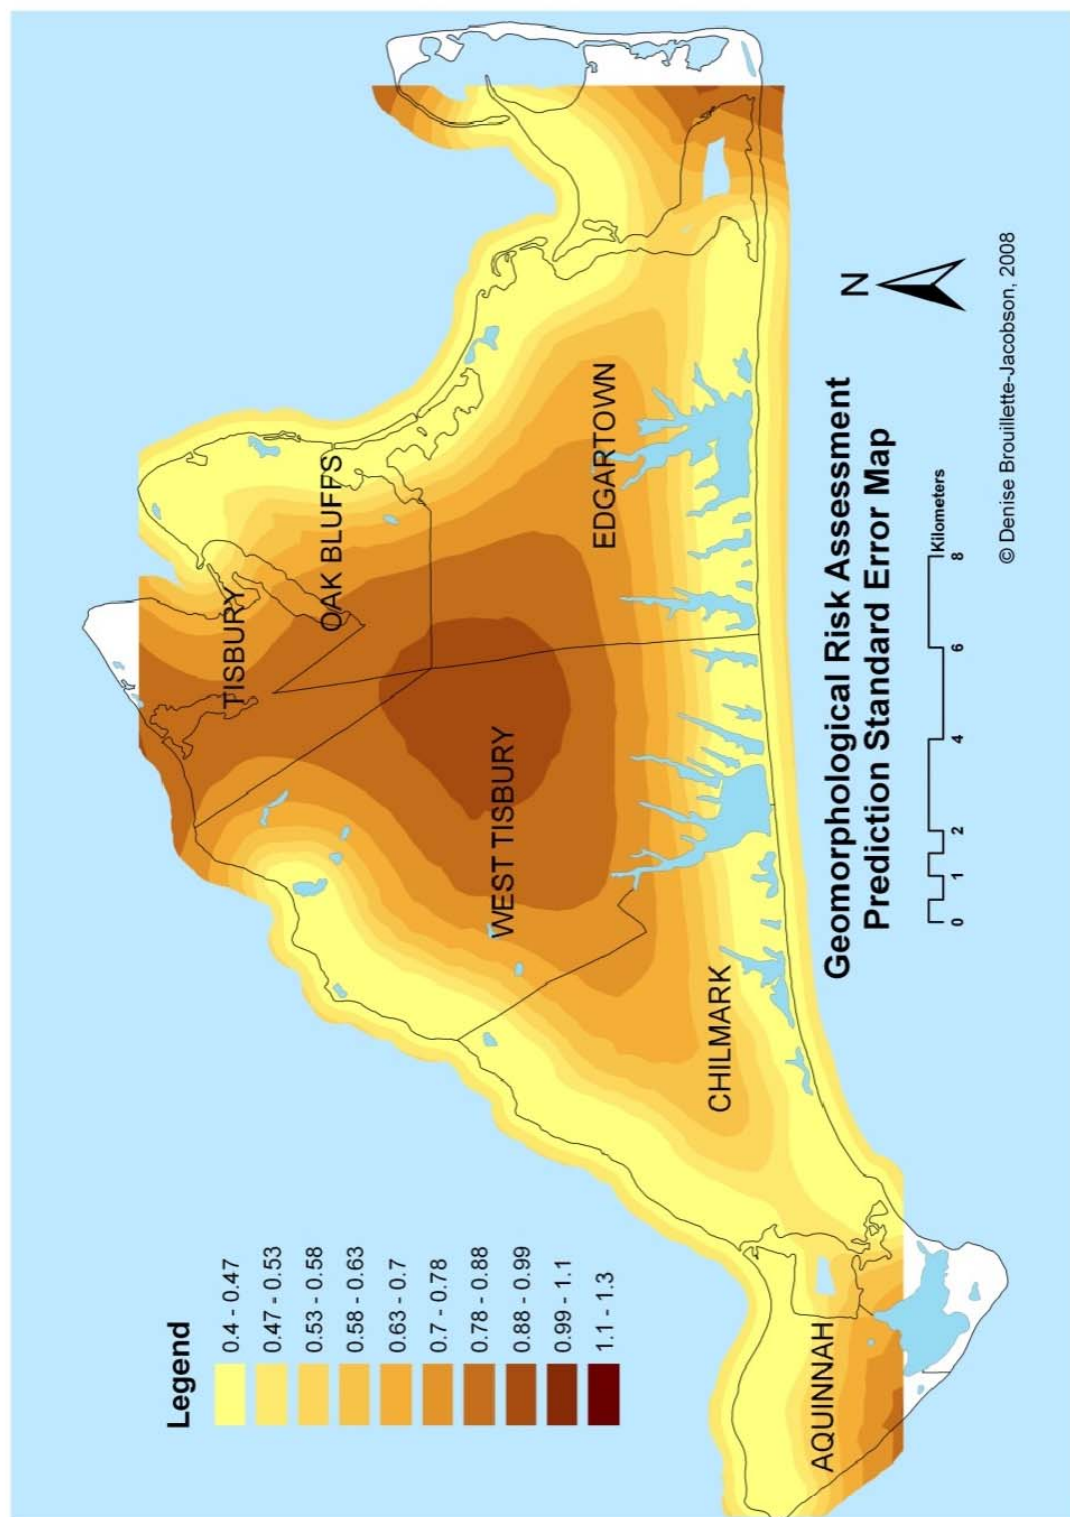 Legend
0.4 - 0.47
0.47 - 0.53
0.53 - 0.58
0.58 - 0.63
0.63 - 0.7
0.7 - 0.78
0.78 - 0.88
0.88 - 0.99
0.99 - 1.1
1.1 - 1.3
TISBURY
OAK BLUFFS
WEST TISBURY
EDGARTOWN
CHILMARK
AQUINNAH
Geomorphological Risk Assessment
Prediction Standard Error Map
N
Kilometers
0 1 2 4 6 8
© Denise Brouillette-Jacobson, 2008